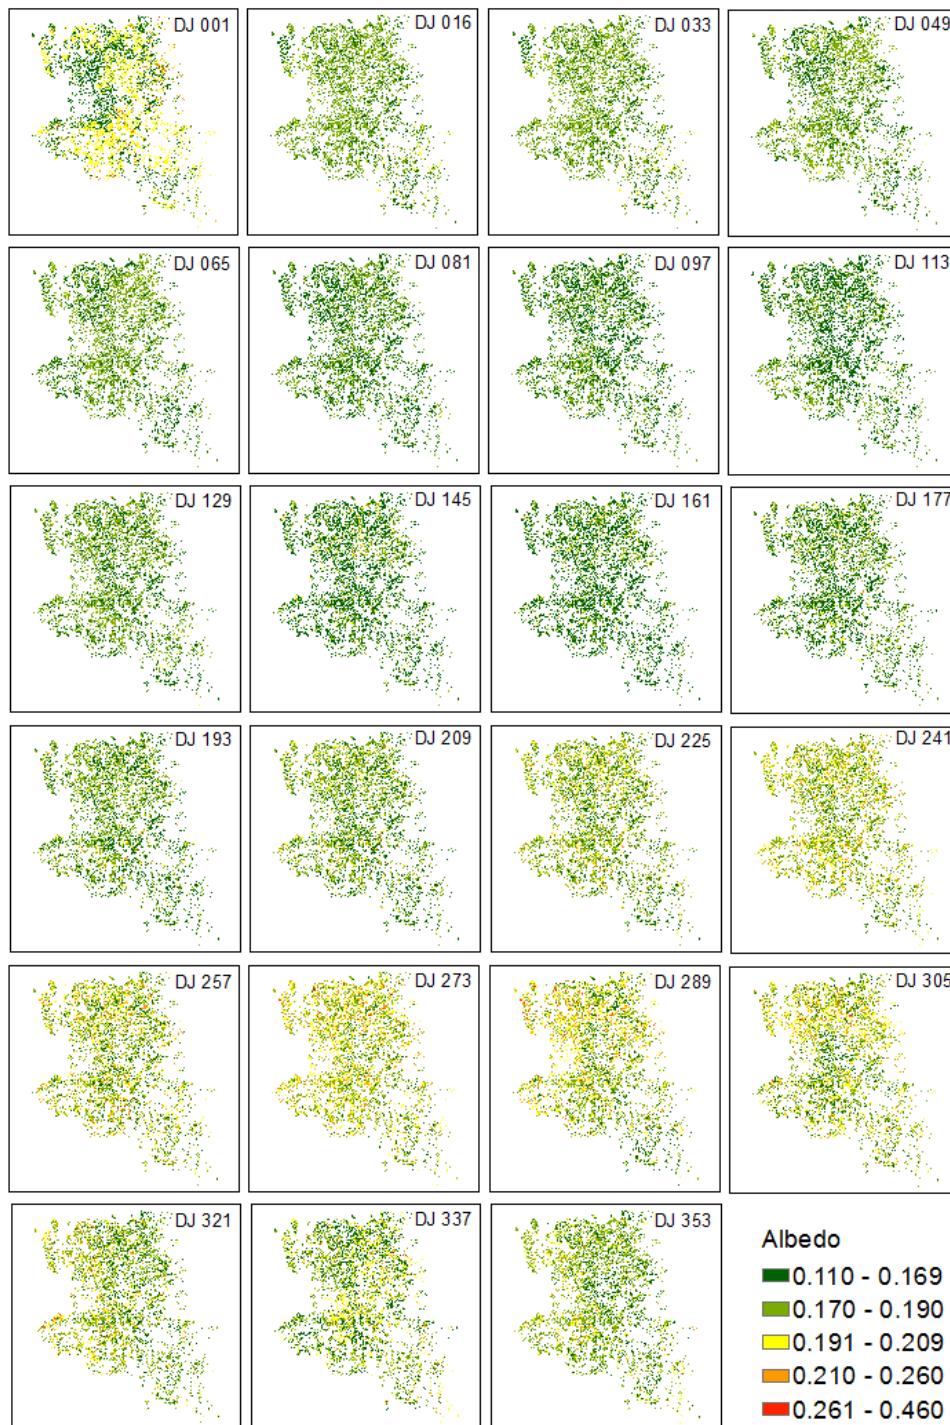 DJ 001
DJ 016
DJ 033
DJ 049
DJ 065
DJ 081
DJ 097
DJ 113
DJ 129
DJ 145
DJ 161
DJ 177
DJ 193
DJ 209
DJ 225
DJ 241
DJ 257
DJ 273
DJ 289
DJ 305
DJ 321
DJ 337
DJ 353
Albedo
0.110 - 0.169
0.170 - 0.190
0.191 - 0.209
0.210 - 0.260
0.261 - 0.460